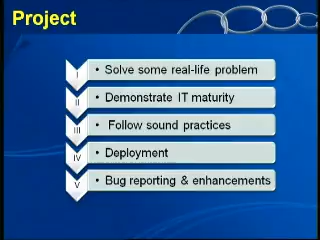 Project
I
• Solve some real-life problem
II
• Demonstrate IT maturity
III
• Follow sound practices
IV
• Deployment
V
• Bug reporting & enhancements